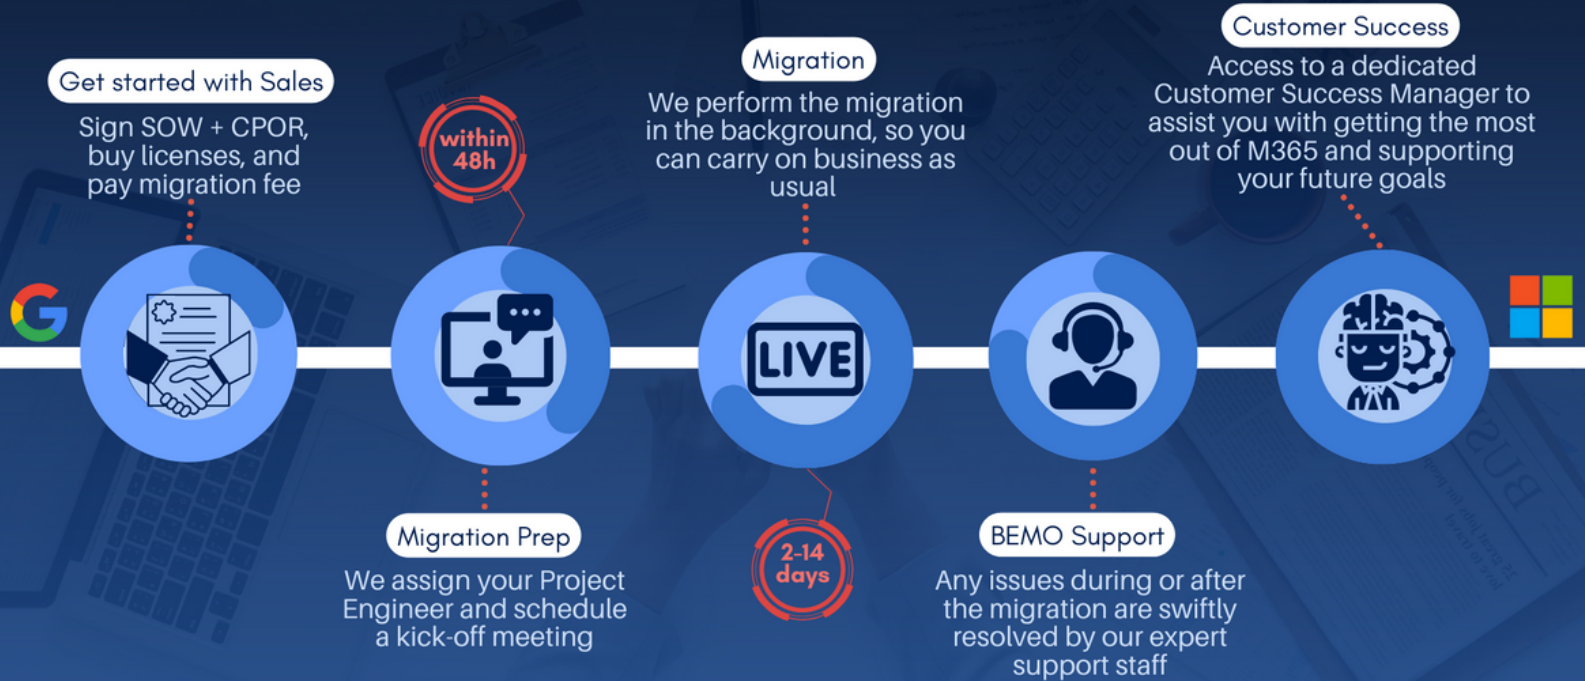 Get started with Sales
Sign SOW + CPOR,
buy licenses, and
pay migration fee
within
48h
Migration Prep
We assign your Project
Engineer and schedule
a kick-off meeting
Migration
We perform the migration
in the background, so you
can carry on business as
usual
LIVE
2-14
days
BEMO Support
Any issues during or after
the migration are swiftly
resolved by our expert
support staff
Customer Success
Access to a dedicated
Customer Success Manager to
assist you with getting the most
out of M365 and supporting
your future goals